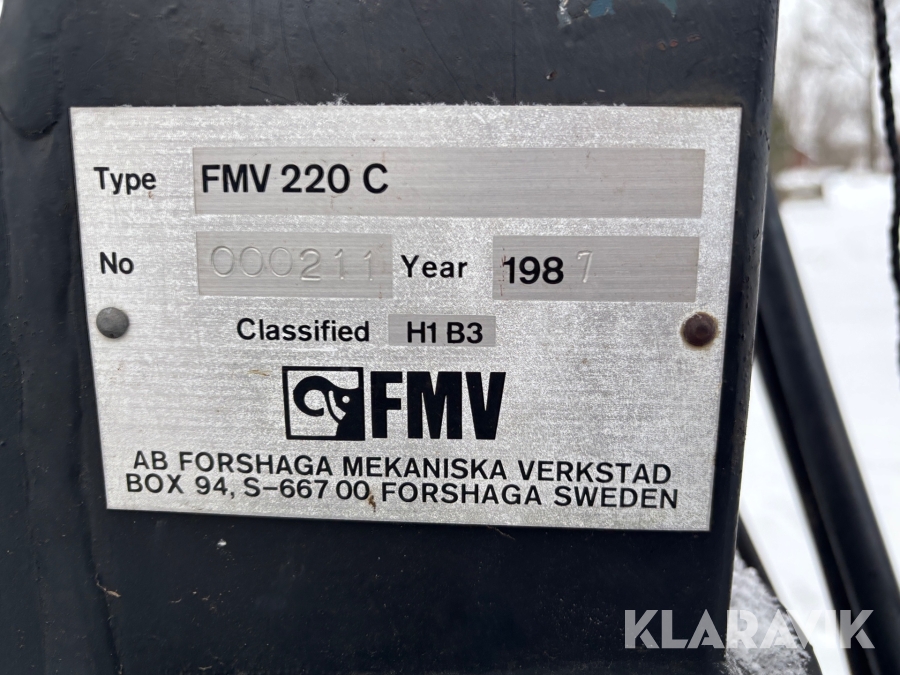 Type FMV 220 C
No 000211 Year 1987
Classified H1 B3
FMV
AB FORSHAGA MEKANISKA VERKSTAD
BOX 94, S-667 00, FORSHAGA SWEDEN
KLARAVIK